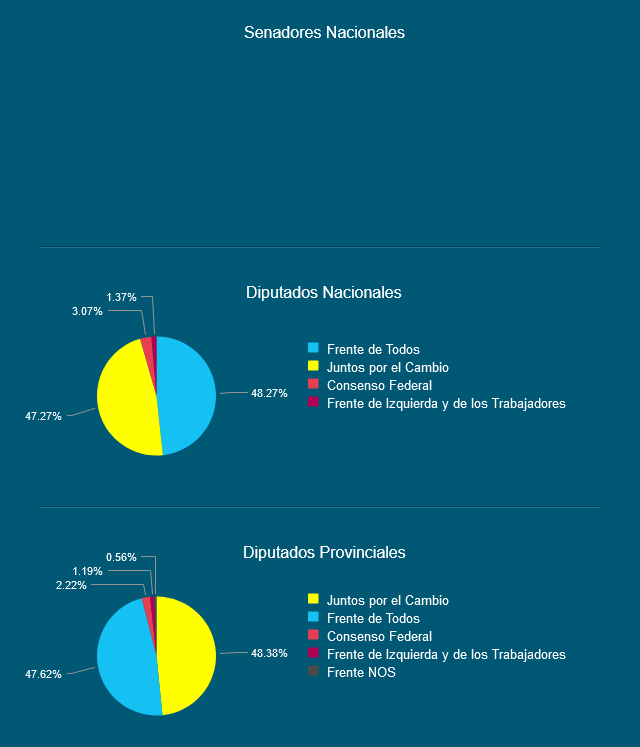 Senadores Nacionales
Diputados Nacionales
1.37%
3.07%
48.27%
47.27%
Frente de Todos
Juntos por el Cambio
Consenso Federal
Frente de Izquierda y de los Trabajadores
Diputados Provinciales
0.56%
1.19%
2.22%
48.38%
47.62%
Juntos por el Cambio
Frente de Todos
Consenso Federal
Frente de Izquierda y de los Trabajadores
Frente NOS